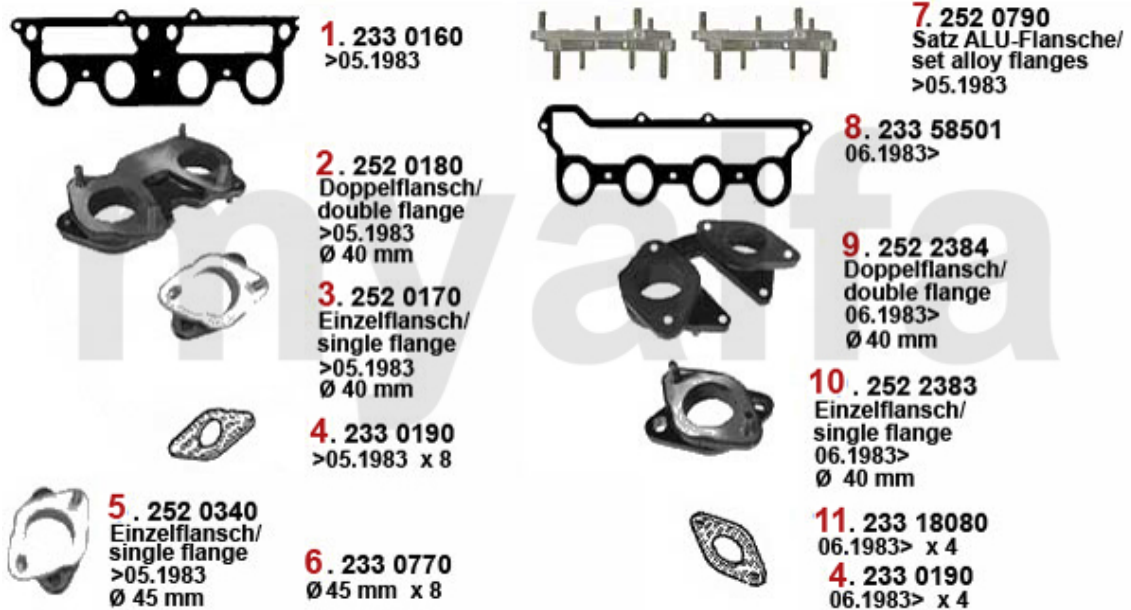 1. 233 0160
>05.1983
2. 252 0180
Doppelflansch/
double flange
>05.1983
Ø 40 mm
3. 252 0170
Einzelflansch/
single flange
>05.1983
Ø 40 mm
4. 233 0190
>05.1983 x 8
5. 252 0340
Einzelflansch/
single flange
>05.1983
Ø 45 mm
6. 233 0770
Ø 45 mm x 8
7. 252 0790
Satz ALU-Flansche/
set alloy flanges
>05.1983
8. 233 58501
06.1983>
9. 252 2384
Doppelflansch/
double flange
06.1983>
Ø 40 mm
10. 252 2383
Einzelflansch/
single flange
06.1983>
Ø 40 mm
11. 233 18080
06.1983> x 4
4. 233 0190
06.1983> x 4
myalfa